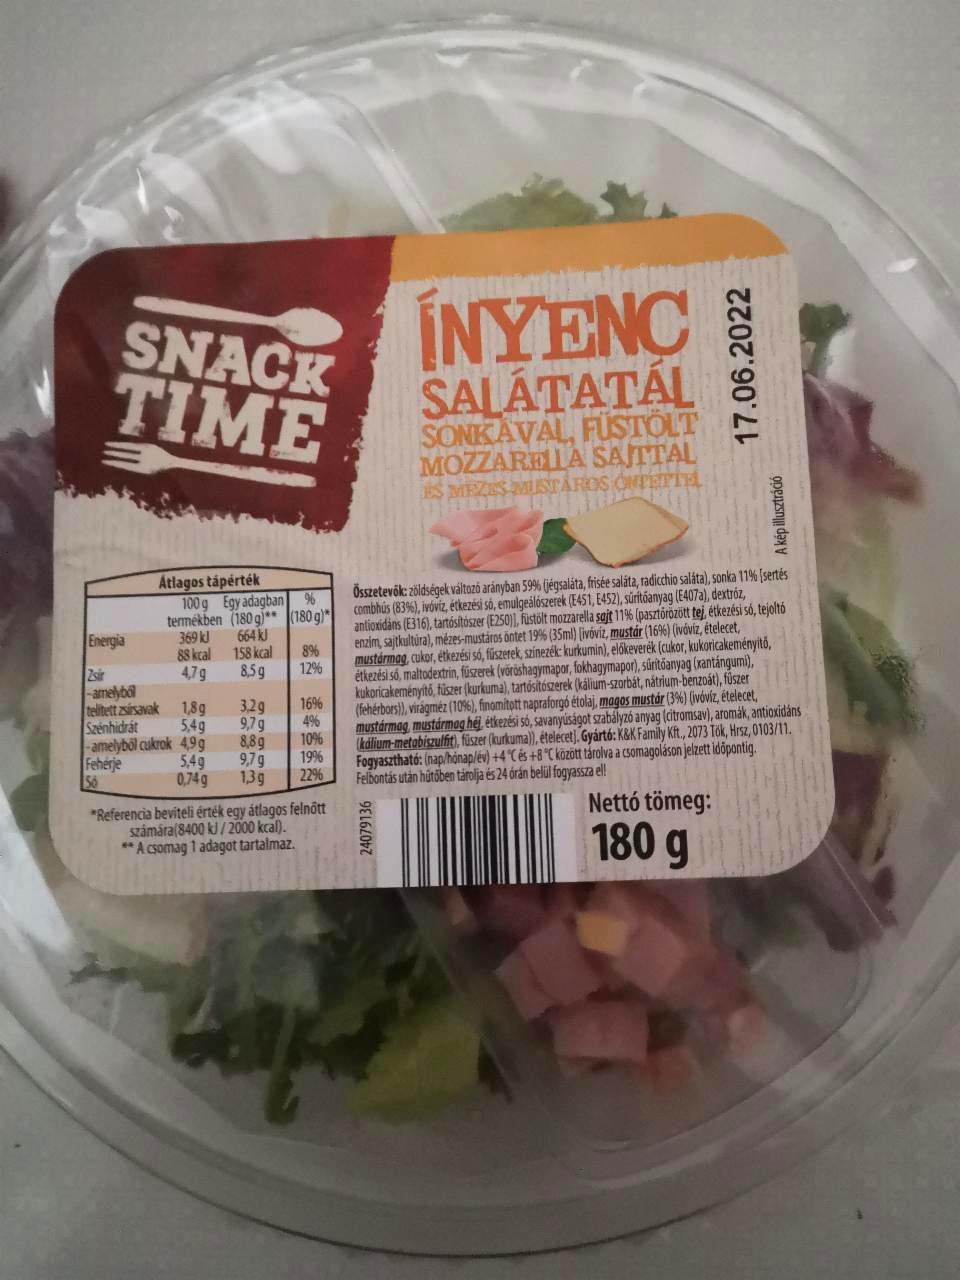 SNACK
TIME
ÍNYENC
SALÁTATÁL
SONKÁVAL, FÜSTÖLT
MOZZARELLA SAJTTAL
ÉS MÉZES-MUSTÁROS ÖNTETTEL
17.06.2022
A kép illusztráció
Átlagos tápérték
100 g termékben Egy adagban (180 g)** % (180 g)*
Energia 369 kJ 664 kJ
88 kcal 158 kcal 8%
Zsír 4,7 g 8,5 g 12%
-amelyből
telített zsírsavak 1,8 g 3,2 g 16%
Szénhidrát 5,4 g 9,7 g 4%
-amelyből cukrok 4,9 g 8,8 g 10%
Fehérje 5,4 g 9,7 g 19%
Só 0,74 g 1,3 g 22%
*Referencia beviteli érték egy átlagos felnőtt
számára(8400 kJ / 2000 kcal).
** A csomag 1 adagot tartalmaz.
Összetevők: zöldségek változó arányban 59% (jégsaláta, frisée saláta, radicchio saláta), sonka 11% [sertés
combhús (83%), ivóvíz, étkezési só, emulgeálószerek (E451, E452), sűrítőanyag (E407a), dextróz,
antioxidáns (E316), tartósítószer (E250)], füstölt mozzarella sajt 11% (pasztőrözött tej, étkezési só, tejoltó
enzim, sajtkultúra), mézes-mustáros öntet 19% (35ml) [ivóvíz, mustár (16%) (ivóvíz, ételecet,
mustármag, cukor, étkezési só, fűszerek, színezék: kurkumin), előkeverék (cukor, kukoricakeményítő,
étkezési só, maltodextrin, fűszerek (vöröshagymapor, fokhagymapor), sűrítőanyag (xantángumi),
kukoricakeményítő, fűszer (kurkuma), tartósítószerek (kálium-szorbát, nátrium-benzoát), fűszer
(fehérbors)), virágméz (10%), finomított napraforgó étolaj, magos mustár (3%) (ivóvíz, ételecet,
mustármag, mustármag héj, étkezési só, savanyúságot szabályzó anyag (citromsav), aromák, antioxidáns
(kálium-metabiszulfit), fűszer (kurkuma)), ételecet]. Gyártó: K&K Family Kft., 2073 Tök, Hrsz, 0103/11.
Fogyasztható: (nap/hónap/év) +4 °C és +8 °C között tárolva a csomagoláson jelzett időpontig.
Felbontás után hűtőben tárolja és 24 órán belül fogyassza el!
24079136
Nettó tömeg:
180 g